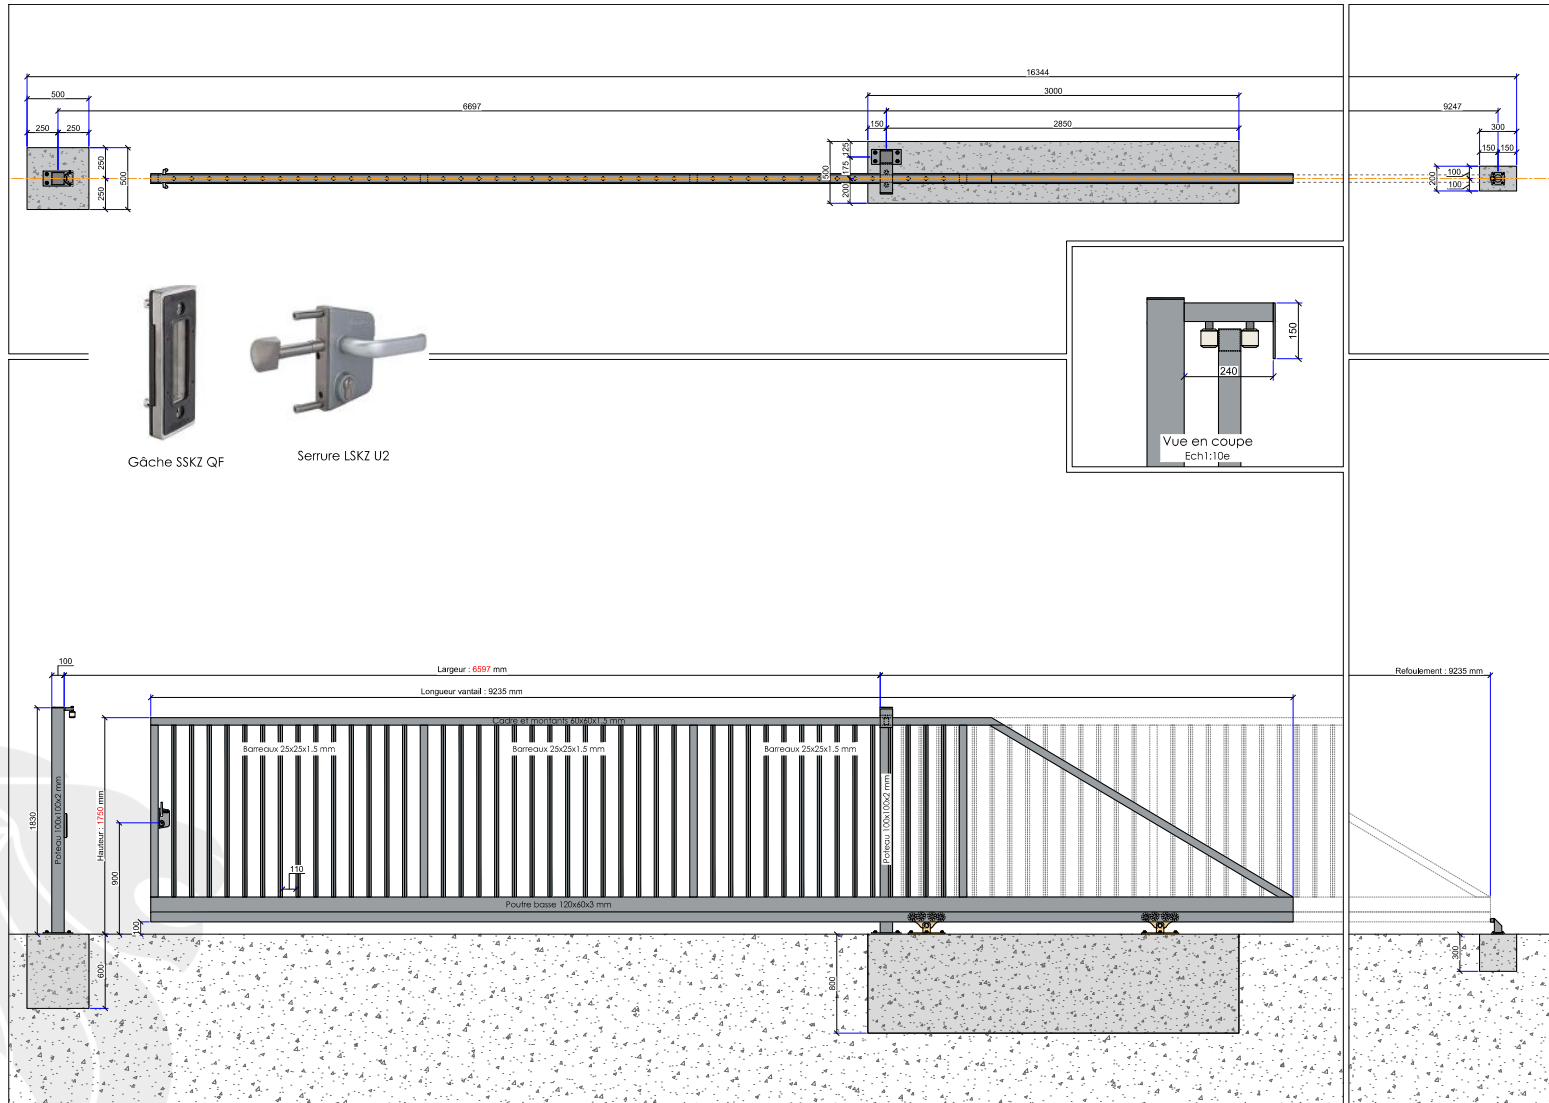 16344
500
3000
6697
9247
250
250
150
2850
300
150
150
250
250
500
125
175
200
500
200
100
100
150
240
Vue en coupe
Ech1:10e
Gâche SSKZ QF
Serrure LSKZ U2
100
Largeur : 6597 mm
Refoulement : 9235 mm
Longueur vantail : 9235 mm
Cadre et montants 60x60x1.5 mm
Barreaux 25x25x1.5 mm
Barreaux 25x25x1.5 mm
Barreaux 25x25x1.5 mm
1830
Poteau 100x100x2 mm
Hauteur : 1750 mm
900
110
Poteau 100x100x2 mm
Poutre basse 120x60x3 mm
100
600
800
300